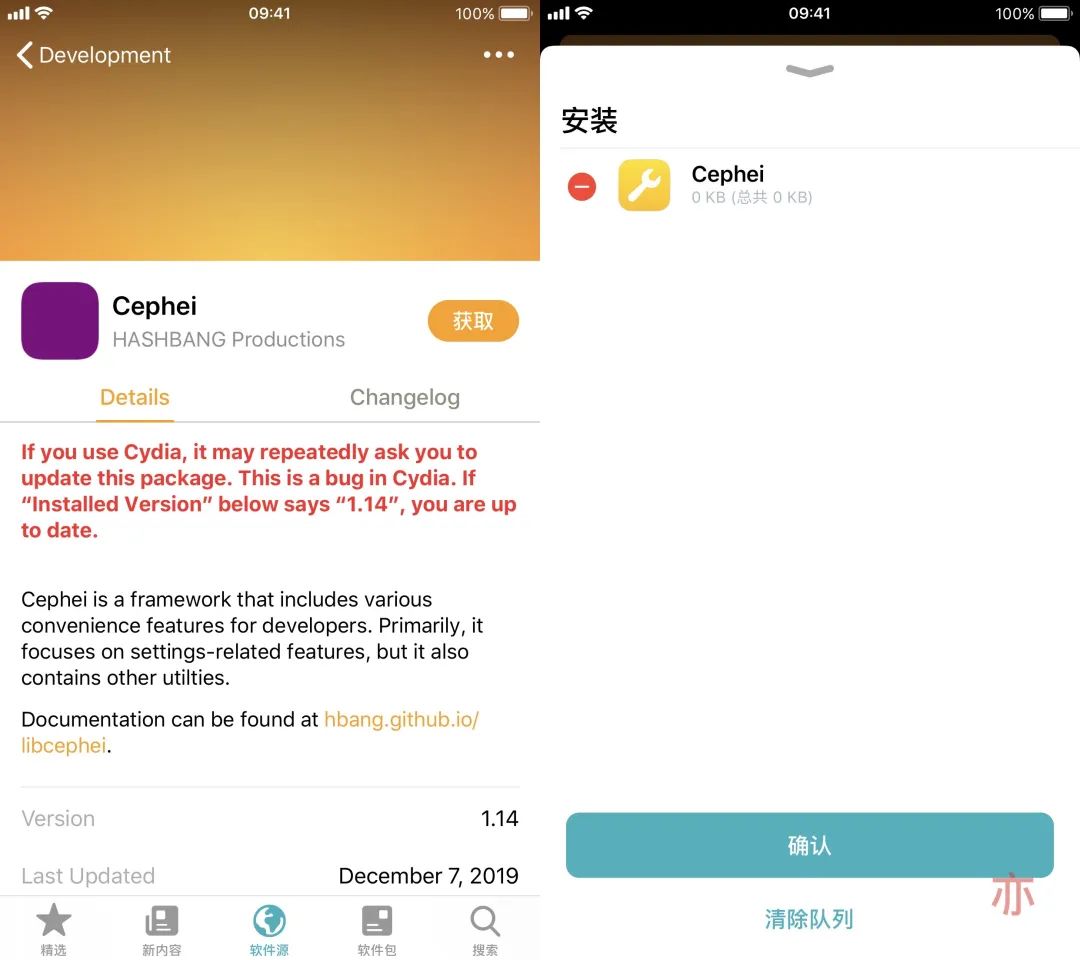 09:41
100%
Development
Cephei
HASHBANG Productions
获取
Details
Changelog
If you use Cydia, it may repeatedly ask you to
update this package. This is a bug in Cydia. If
“Installed Version” below says “1.14”, you are up
to date.
Cephei is a framework that includes various
convenience features for developers. Primarily, it
focuses on settings-related features, but it also
contains other utilties.
Documentation can be found at hbang.github.io/
libcephei.
Version 1.14
Last Updated December 7, 2019
精选
新内容
软件源
软件包
搜索
09:41
100%
安装
Cephei
0 KB (总共 0 KB)
确认
清除队列
亦